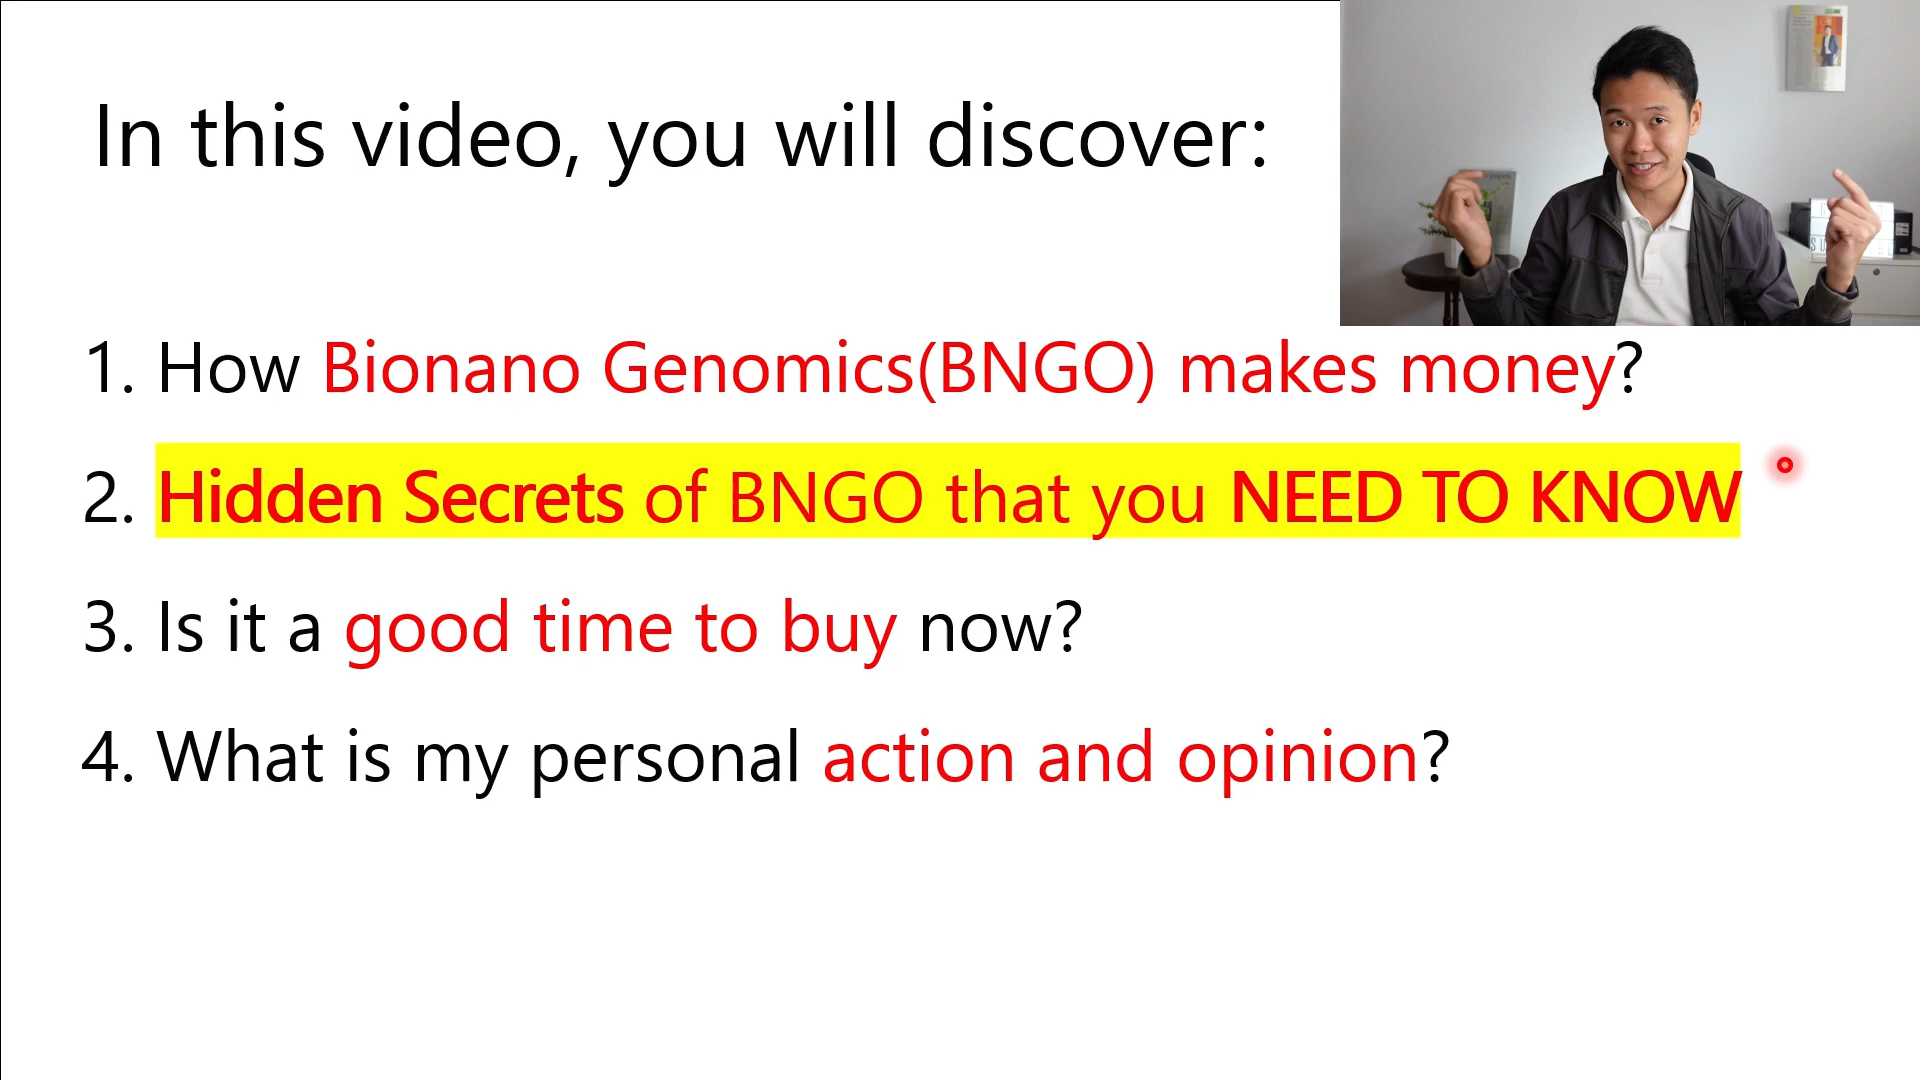 In this video, you will discover:
1. How Bionano Genomics(BNGO) makes money?
2. Hidden Secrets of BNGO that you NEED TO KNOW
3. Is it a good time to buy now?
4. What is my personal action and opinion?